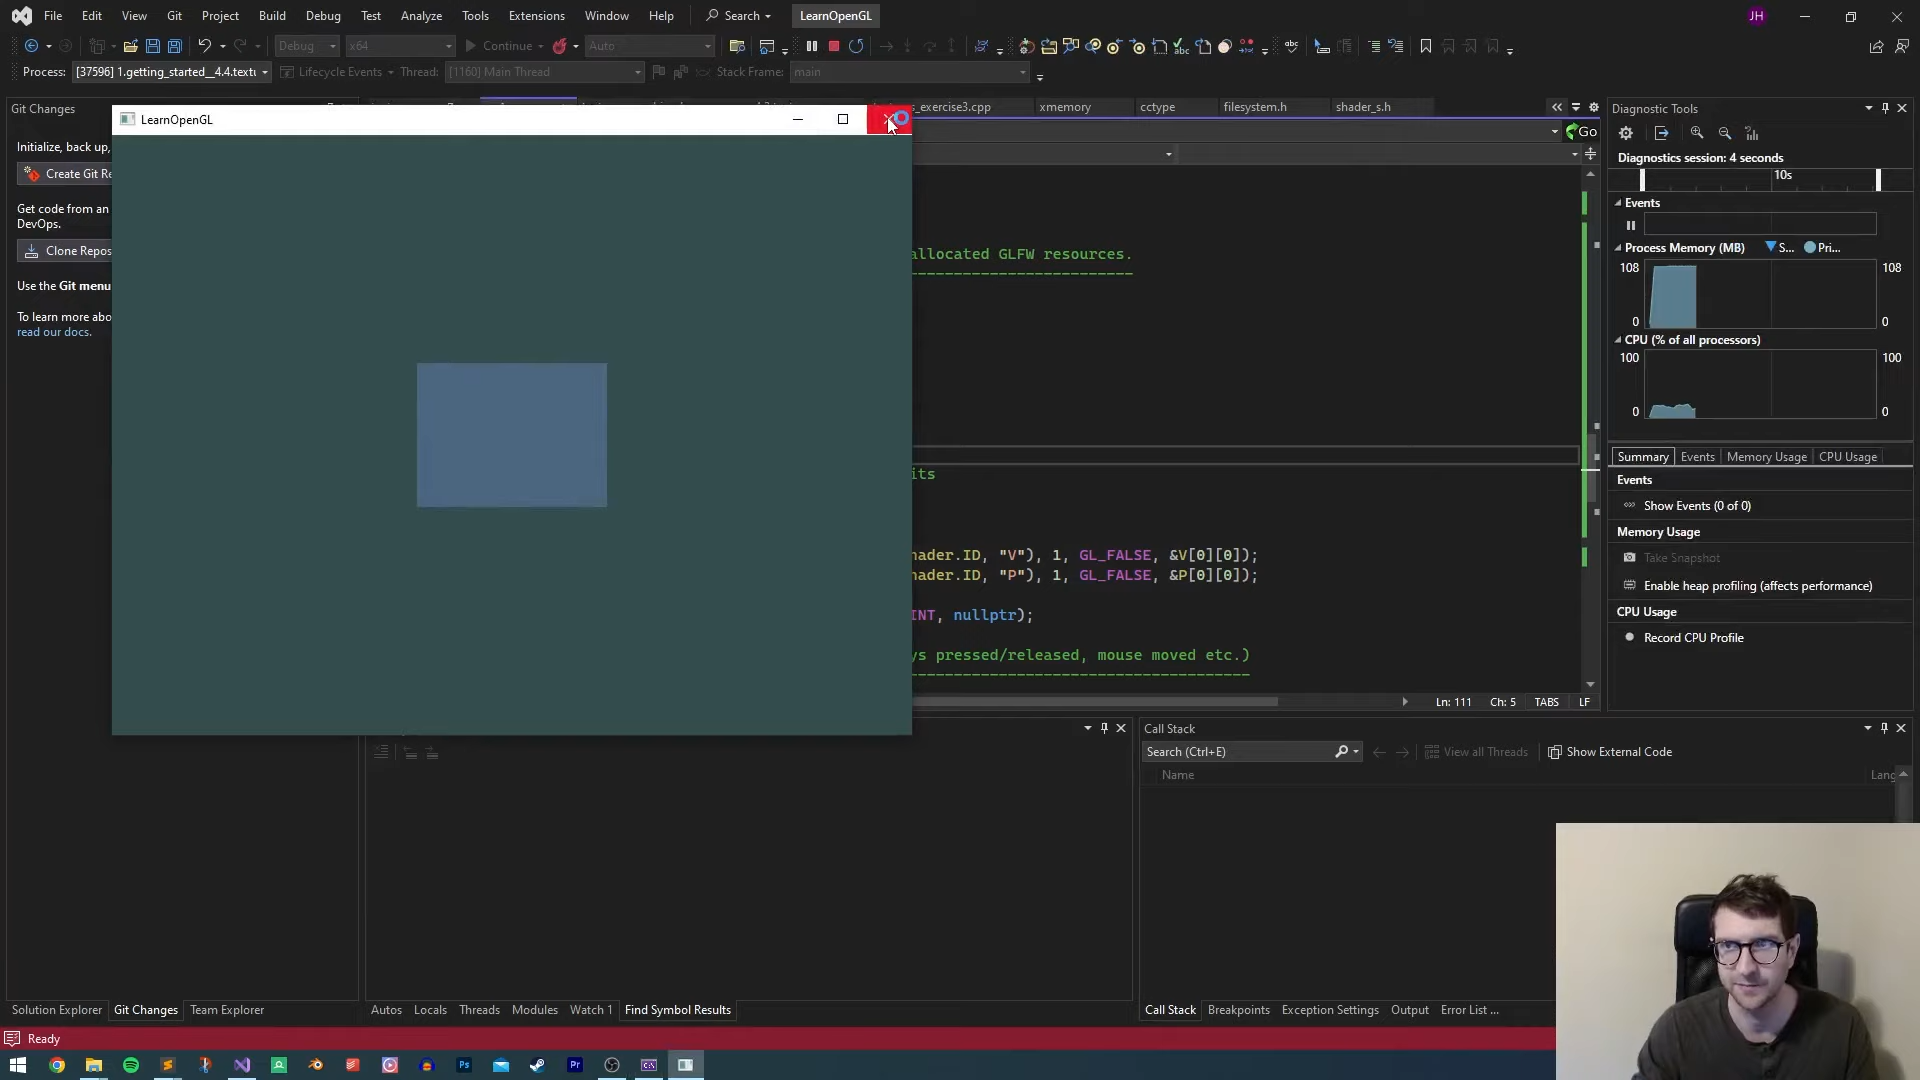 File Edit View Git Project Build Debug Test Analyze Tools Extensions Window Help Search LearnOpenGL JH
Debug x64 Continue Auto
Process: [37596] 1.getting_started__4.4.textu Lifecycle Events Thread: [1160] Main Thread Stack Frame: main
Git Changes
s_exercise3.cpp xmemory cctype filesystem.h shader_s.h
Go
LearnOpenGL
Initialize, back up,
Create Git Re
Get code from an
DevOps.
Clone Repos
Use the Git menu
To learn more abo
read our docs.
allocated GLFW resources.
its
hader.ID, "V"), 1, GL_FALSE, &V[0][0]);
hader.ID, "P"), 1, GL_FALSE, &P[0][0]);
INT, nullptr);
ys pressed/released, mouse moved etc.)
Ln: 111 Ch: 5 TABS LF
Diagnostic Tools
Diagnostics session: 4 seconds
10s
Events
Process Memory (MB) S... Pri...
108 108
0 0
CPU (% of all processors)
100 100
0 0
Summary Events Memory Usage CPU Usage
Events
Show Events (0 of 0)
Memory Usage
Take Snapshot
Enable heap profiling (affects performance)
CPU Usage
Record CPU Profile
Call Stack
Search (Ctrl+E) View all Threads Show External Code
Name Lang
Solution Explorer Git Changes Team Explorer
Autos Locals Threads Modules Watch 1 Find Symbol Results
Call Stack Breakpoints Exception Settings Output Error List ...
Ready
Ps Pr